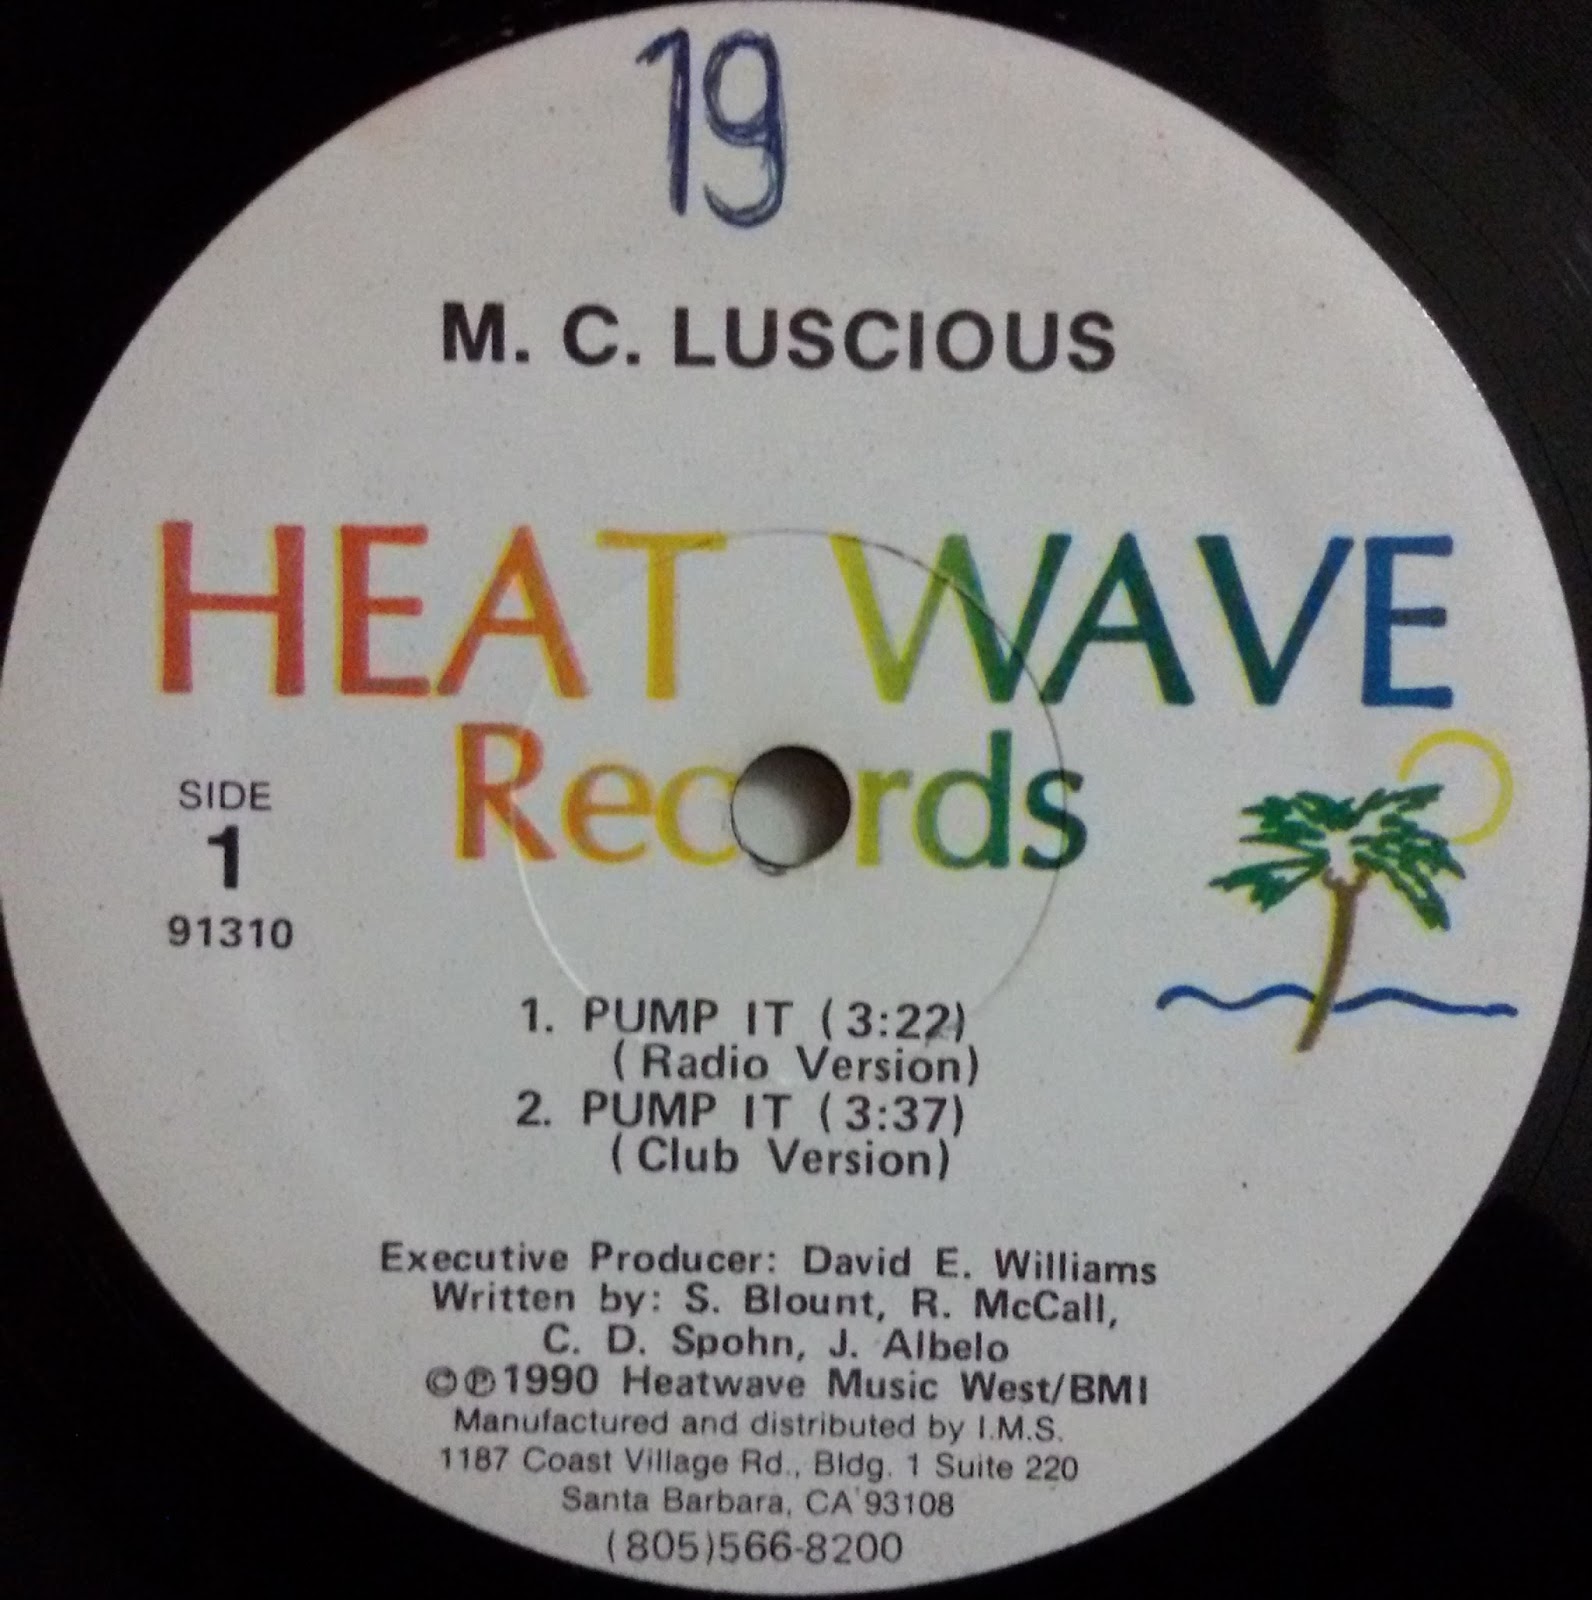 19
M. C. LUSCIOUS
HEAT WAVE
Records
SIDE
1
91310
1. PUMP IT (3:22)
(Radio Version)
2. PUMP IT (3:37)
(Club Version)
Executive Producer: David E. Williams
Written by: S. Blount, R. McCall,
C. D. Spohn, J. Albelo
©℗1990 Heatwave Music West/BMI
Manufactured and distributed by I.M.S.
1187 Coast Village Rd., Bldg. 1 Suite 220
Santa Barbara, CA 93108
(805)566-8200